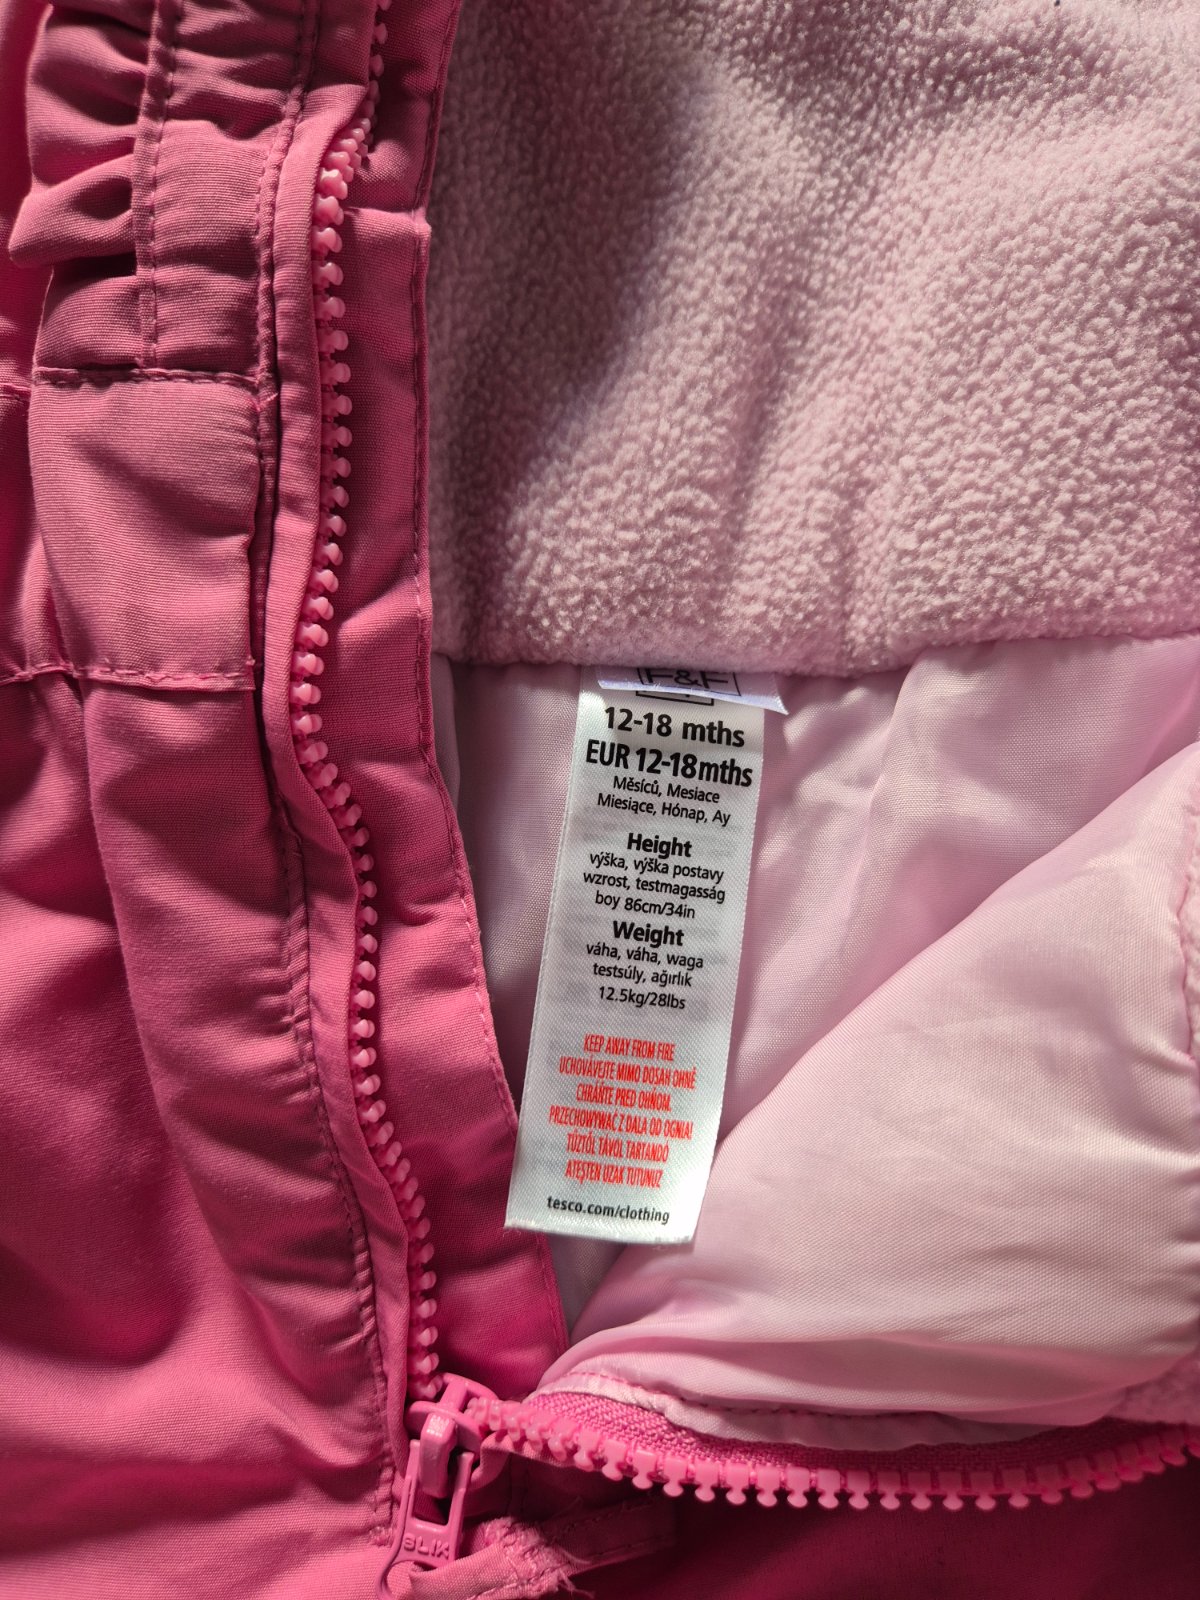 F&F
12-18 mths
EUR 12-18mths
Měsíců, Mesiace
Miesiące, Hónap, Ay
Height
výška, výška postavy
wzrost, testmagasság
boy 86cm/34in
Weight
váha, váha, waga
testsúly, ağırlık
12.5kg/28lbs
KEEP AWAY FROM FIRE
UCHOVÁVEJTE MIMO DOSAH OHNĚ
CHRÁŇTE PRED OHŇOM.
PRZECHOWYWAĆ Z DALA OD OGNIA!
TŰZTŐL TÁVOL TARTANDÓ
ATEŞTEN UZAK TUTUNUZ
tesco.com/clothing